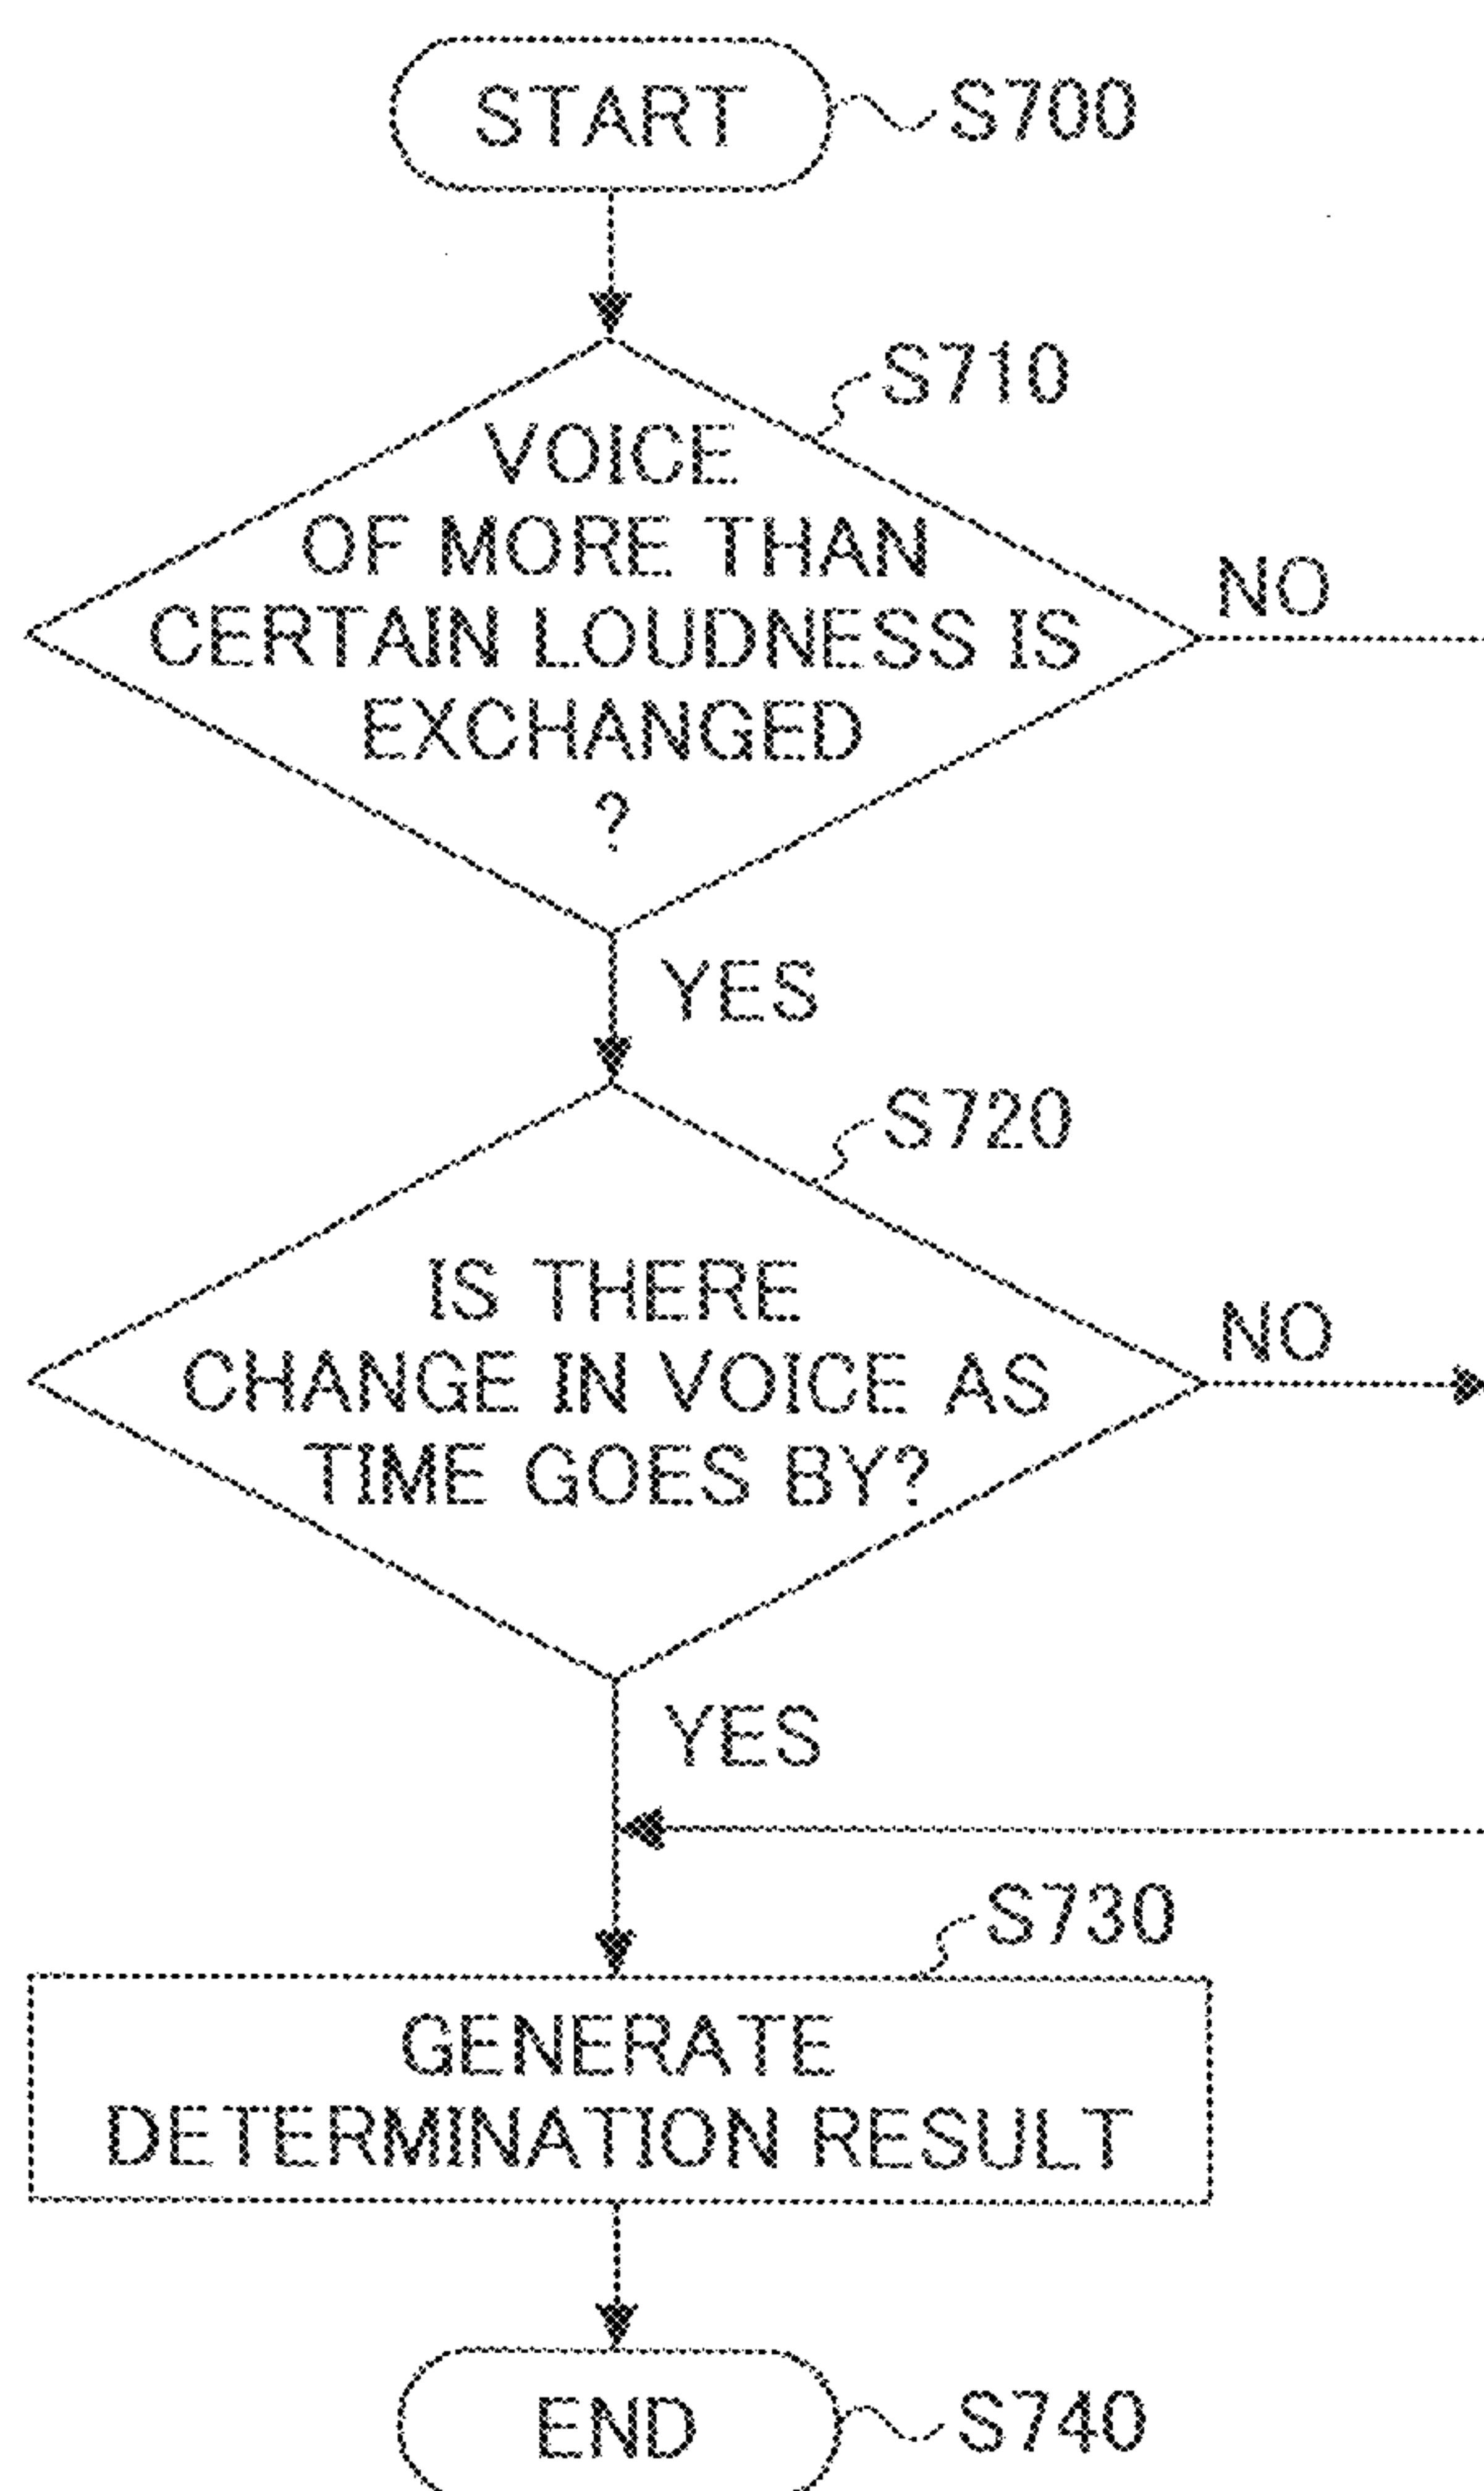 START
S700
S710
VOICE
OF MORE THAN
CERTAIN LOUDNESS IS
EXCHANGED
?
NO
YES
S720
IS THERE
CHANGE IN VOICE AS
TIME GOES BY?
NO
YES
S730
GENERATE
DETERMINATION RESULT
END
S740